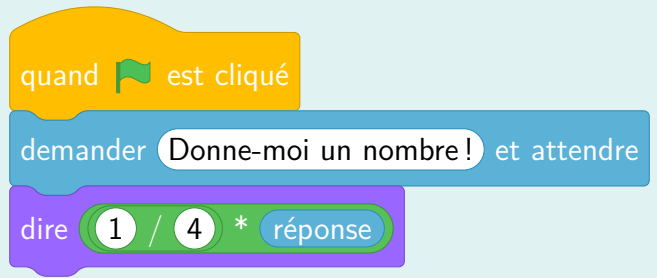 quand est cliqué
demander Donne-moi un nombre ! et attendre
dire 1 / 4 * réponse